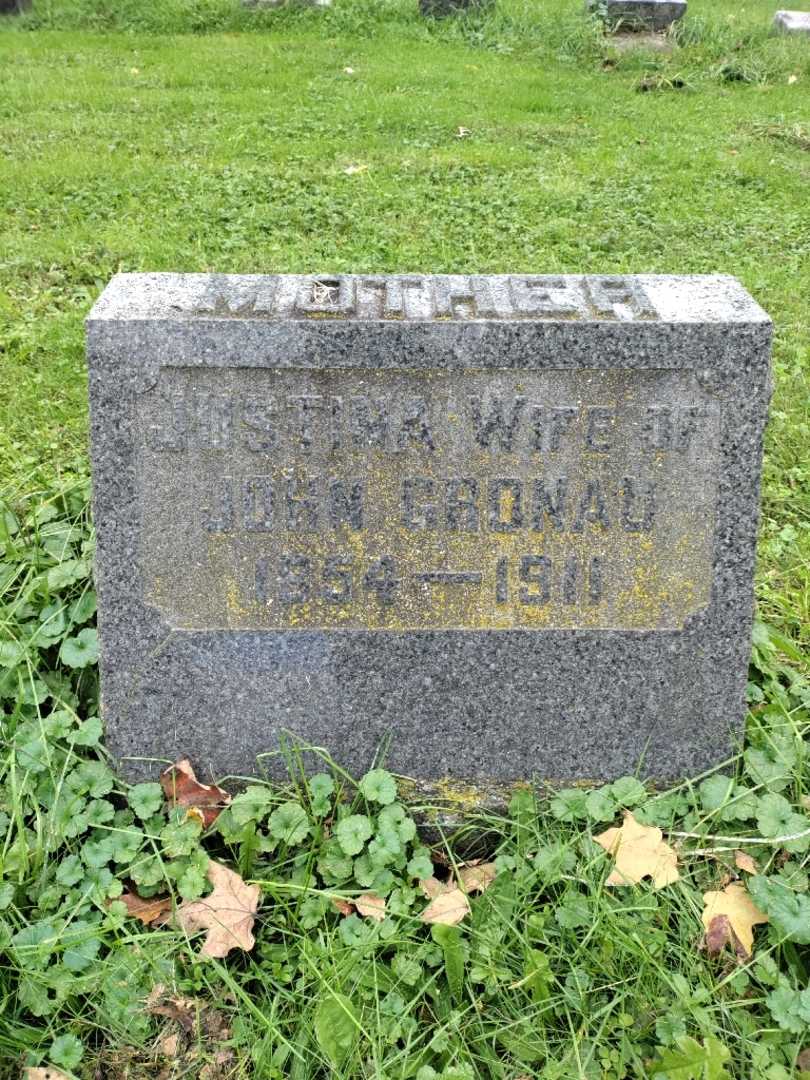 MOTHER
JUSTINA WIFE OF
JOHN GRONAU
1854—1911